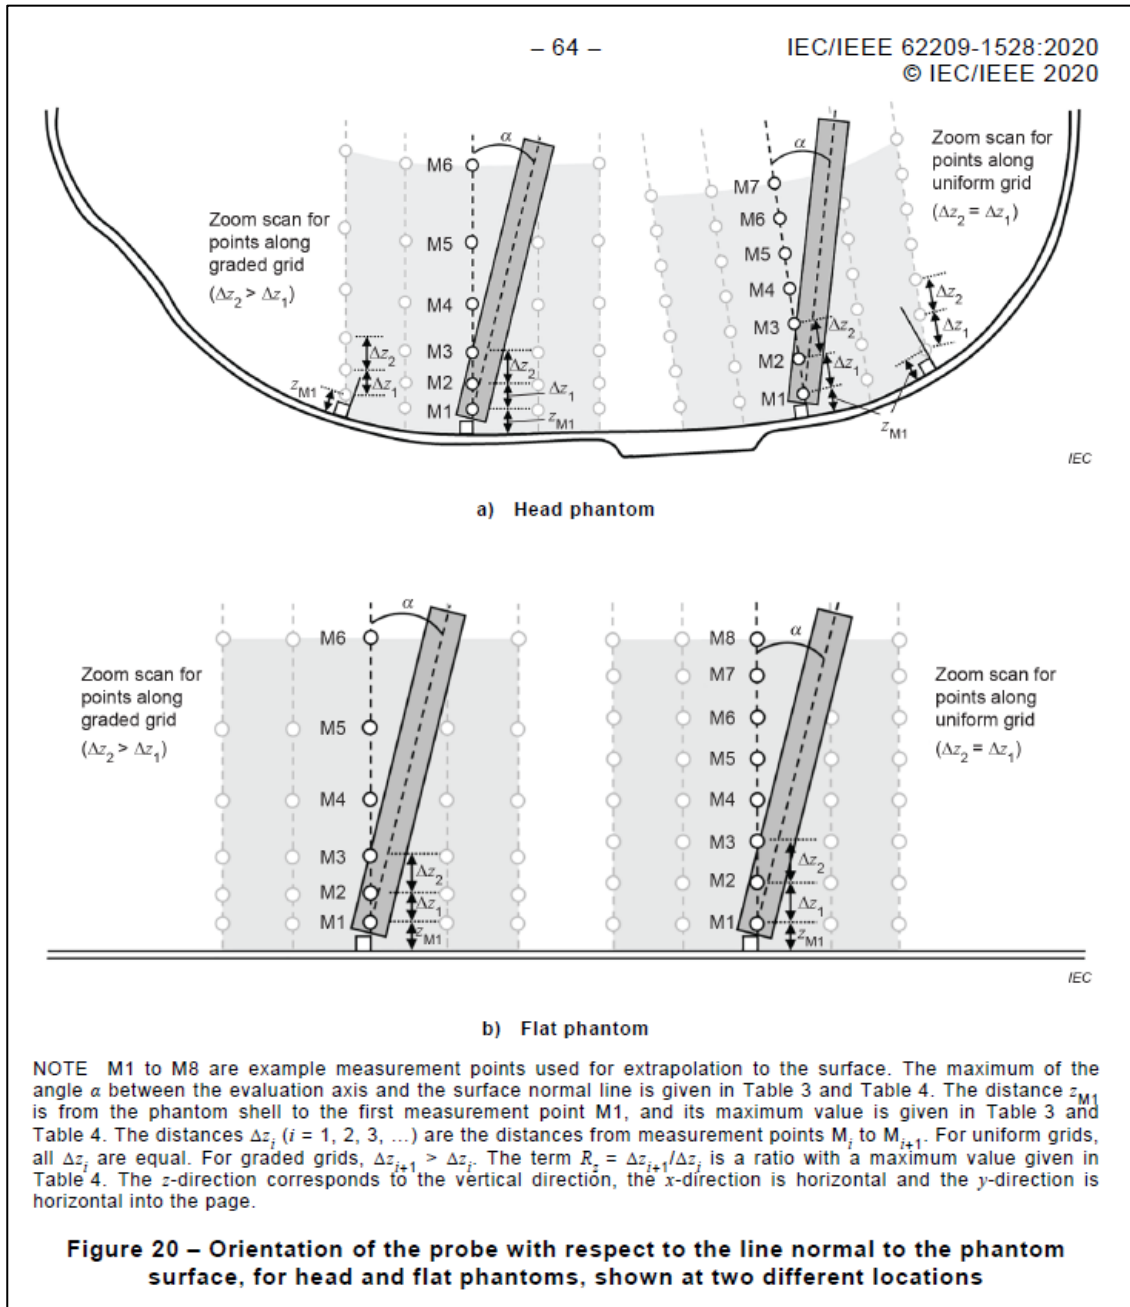 – 64 –
IEC/IEEE 62209-1528:2020
© IEC/IEEE 2020
Zoom scan for
points along
graded grid
(Δz₂ > Δz₁)
α
M6
M5
M4
M3
M2
M1
Δz₂
Δz₁
zM1
Δz₂
Δz₁
zM1
Zoom scan for
points along
uniform grid
(Δz₂ = Δz₁)
α
M7
M6
M5
M4
M3
M2
M1
Δz₂
Δz₁
Δz₂
Δz₁
zM1
IEC
a) Head phantom
Zoom scan for
points along
graded grid
(Δz₂ > Δz₁)
α
M6
M5
M4
M3
M2
M1
Δz₂
Δz₁
zM1
α
M8
M7
M6
M5
M4
M3
M2
M1
Δz₂
Δz₁
zM1
Zoom scan for
points along
uniform grid
(Δz₂ = Δz₁)
IEC
b) Flat phantom
NOTE M1 to M8 are example measurement points used for extrapolation to the surface. The maximum of the
angle α between the evaluation axis and the surface normal line is given in Table 3 and Table 4. The distance zM1
is from the phantom shell to the first measurement point M1, and its maximum value is given in Table 3 and
Table 4. The distances Δzᵢ (i = 1, 2, 3, ...) are the distances from measurement points Mᵢ to Mᵢ₊₁. For uniform grids,
all Δzᵢ are equal. For graded grids, Δzᵢ₊₁ > Δzᵢ. The term R_z = Δzᵢ₊₁/Δzᵢ is a ratio with a maximum value given in
Table 4. The z-direction corresponds to the vertical direction, the x-direction is horizontal and the y-direction is
horizontal into the page.
Figure 20 – Orientation of the probe with respect to the line normal to the phantom
surface, for head and flat phantoms, shown at two different locations